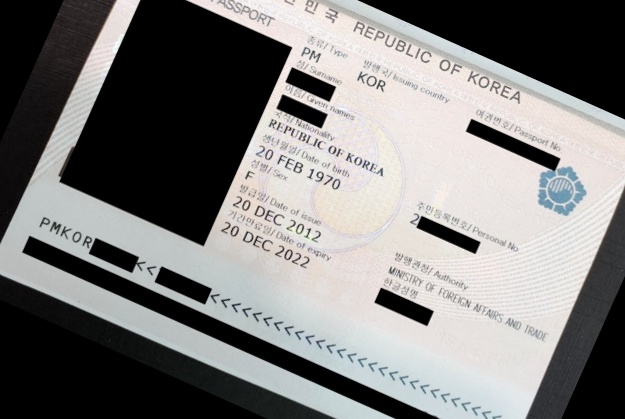 한민국 REPUBLIC OF KOREA
PASSPORT
종류/Type 발행국/Issuing country 여권번호/Passport No.
PM KOR
성/Surname
이름/Given names
국적/Nationality
REPUBLIC OF KOREA
생년월일/Date of birth 주민등록번호/Personal No.
20 FEB 1970 2
성별/Sex
F
발급일/Date of issue 발행관청/Authority
20 DEC 2012 MINISTRY OF FOREIGN AFFAIRS AND TRADE
기간만료일/Date of expiry 한글성명
20 DEC 2022
PMKOR <<  <<<<<<<<<<<<<<<<<<<<<<<<<<<<